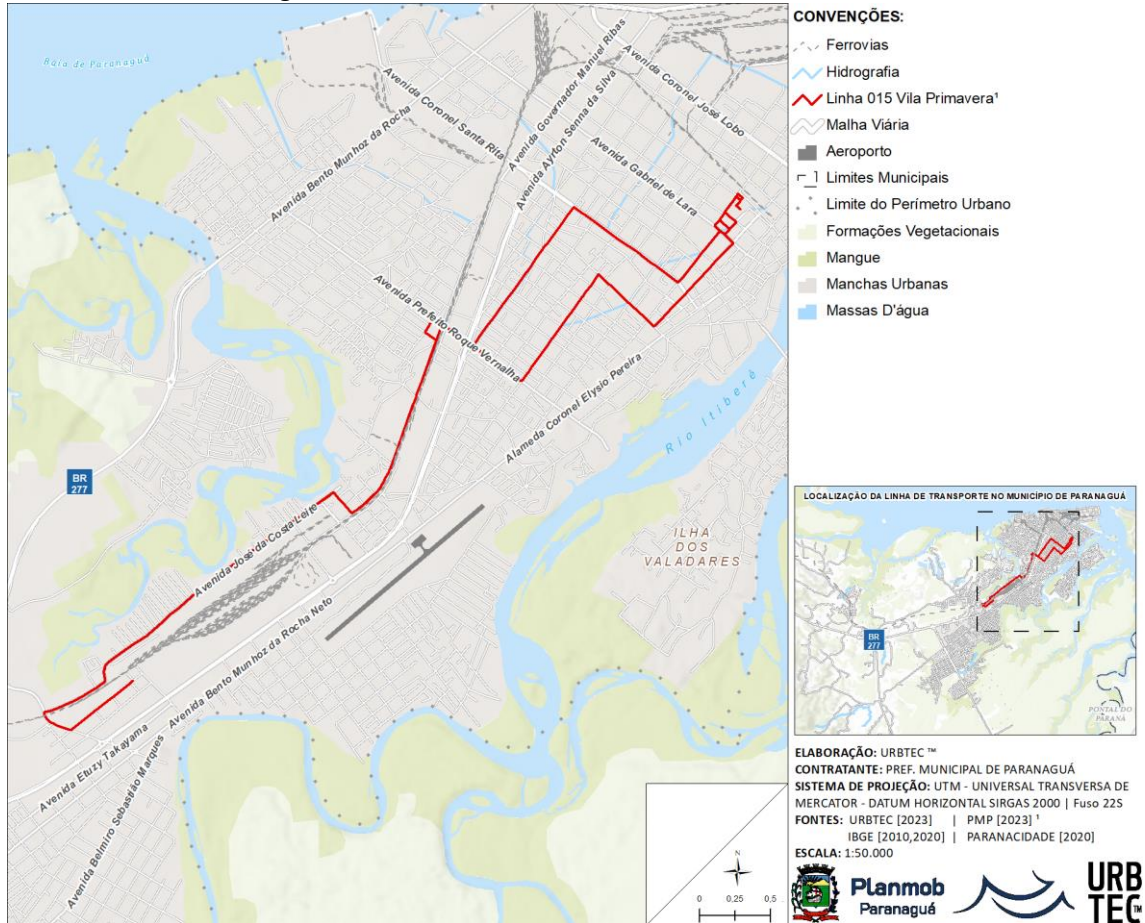 Baía de Paranaguá
Avenida Coronel Santa Rita
Avenida Bento Munhoz da Rocha
Avenida Governador Manuel Ribas
Avenida Ayrton Senna da Silva
Avenida Coronel José Lobo
Avenida Gabriel de Lara
Avenida Prefeito Roque Vernalha
Alameda Coronel Elysio Pereira
Rio Itiberê
BR
277
Avenida José da Costa Leite
ILHA
DOS
VALADARES
Avenida Bento Munhoz da Rocha Neto
Avenida Etuzy Takayama
Avenida Belmiro Sebastião Marques
N
0 0,25 0,5
CONVENÇÕES:
Ferrovias
Hidrografia
Linha 015 Vila Primavera¹
Malha Viária
Aeroporto
Limites Municipais
Limite do Perímetro Urbano
Formações Vegetacionais
Mangue
Manchas Urbanas
Massas D'água
LOCALIZAÇÃO DA LINHA DE TRANSPORTE NO MUNICÍPIO DE PARANAGUÁ
BR
277
PONTAL DO
PARANÁ
ELABORAÇÃO: URBTEC ™
CONTRATANTE: PREF. MUNICIPAL DE PARANAGUÁ
SISTEMA DE PROJEÇÃO: UTM - UNIVERSAL TRANSVERSA DE
MERCATOR - DATUM HORIZONTAL SIRGAS 2000 | Fuso 22S
FONTES: URBTEC [2023] | PMP [2023] ¹
IBGE [2010,2020] | PARANACIDADE [2020]
ESCALA: 1:50.000
Planmob
Paranaguá
URB
TEC™